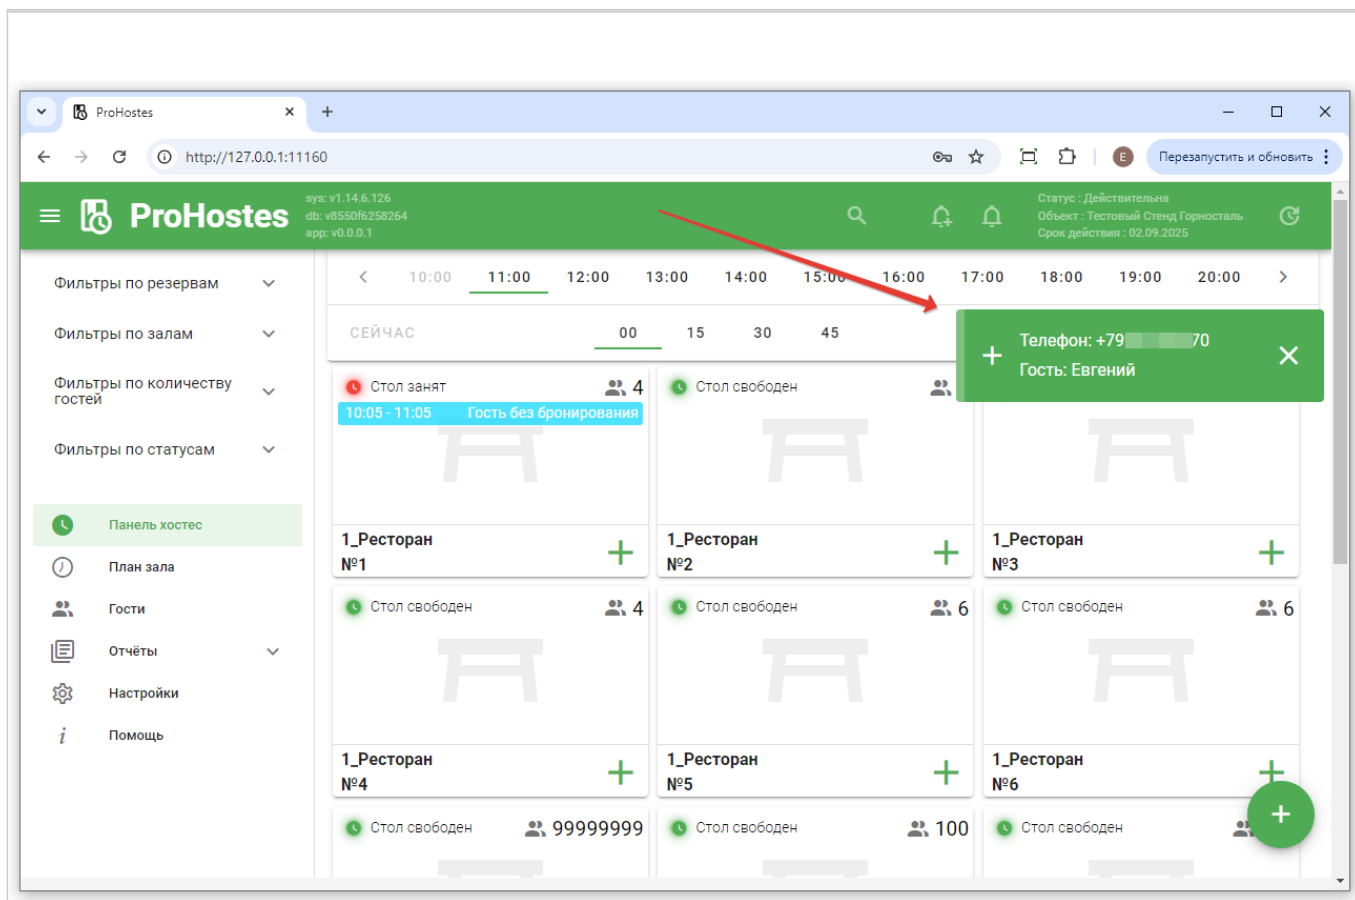 ProHostes
http://127.0.0.1:11160
E
Перезапустить и обновить
ProHostes
sys: v1.14.6.126
db: v8550f6258264
app: v0.0.0.1
Статус : Действительна
Объект : Тестовый Стенд Горносталь
Срок действия : 02.09.2025
Фильтры по резервам
Фильтры по залам
Фильтры по количеству
гостей
Фильтры по статусам
Панель хостес
План зала
Гости
Отчёты
Настройки
i Помощь
10:00 11:00 12:00 13:00 14:00 15:00 16:00 17:00 18:00 19:00 20:00
СЕЙЧАС 00 15 30 45
Телефон: +79 70
Гость: Евгений
Стол занят 4
10:05 - 11:05 Гость без бронирования
1_Ресторан
№1
Стол свободен
1_Ресторан
№2
1_Ресторан
№3
Стол свободен 4
1_Ресторан
№4
Стол свободен 6
1_Ресторан
№5
Стол свободен 6
1_Ресторан
№6
Стол свободен 99999999
Стол свободен 100
Стол свободен